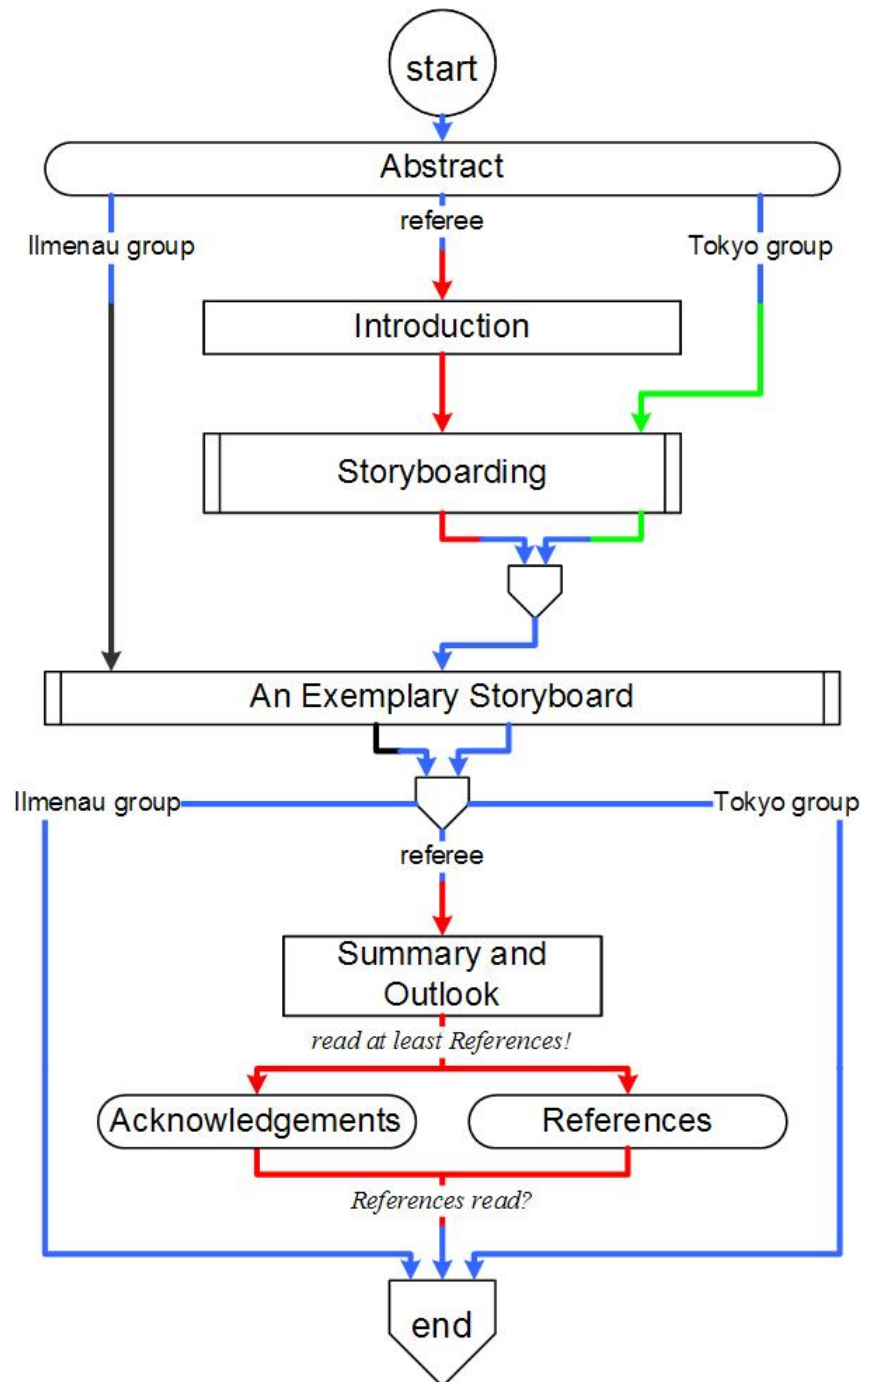 start
Abstract
referee
Ilmenau group
Tokyo group
Introduction
Storyboarding
An Exemplary Storyboard
Ilmenau group
Tokyo group
referee
Summary and
Outlook
read at least References!
Acknowledgements
References
References read?
end